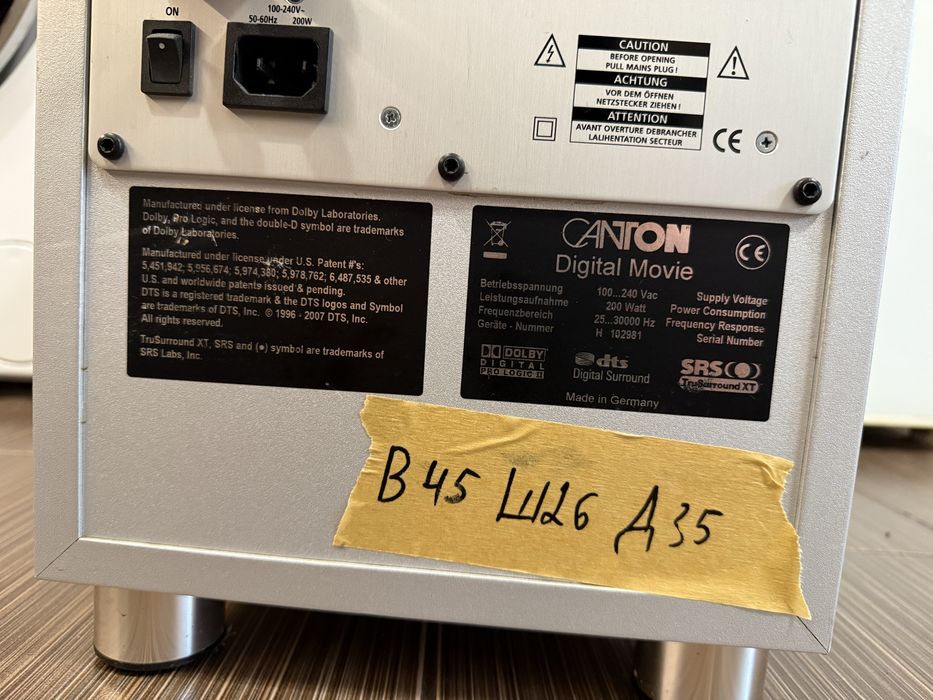 ON
100-240V~
50-60Hz 200W
CAUTION
BEFORE OPENING
PULL MAINS PLUG !
ACHTUNG
VOR DEM ÖFFNEN
NETZSTECKER ZIEHEN !
ATTENTION
AVANT OVERTURE DEBRANCHER
LALIHENTATION SECTEUR
CE
Manufactured under license from Dolby Laboratories.
Dolby, Pro Logic, and the double-D symbol are trademarks
of Dolby Laboratories.
Manufactured under license under U.S. Patent #'s:
5,451,942; 5,956,674; 5,974,380; 5,978,762; 6,487,535 & other
U.S. and worldwide patents issued & pending.
DTS is a registered trademark & the DTS logos and Symbol
are trademarks of DTS, Inc. © 1996 - 2007 DTS, Inc.
All rights reserved.
TruSurround XT, SRS and (●) symbol are trademarks of
SRS Labs, Inc.
CANTON
Digital Movie
CE
Betriebsspannung 100...240 Vac Supply Voltage
Leistungsaufnahme 200 Watt Power Consumption
Frequenzbereich 25...30000 Hz Frequency Response
Geräte - Nummer H 102981 Serial Number
DOLBY
DIGITAL
PRO LOGIC II
dts
Digital Surround
SRS(●)
TruSurround XT
Made in Germany
В 45 Ш26 Д 35